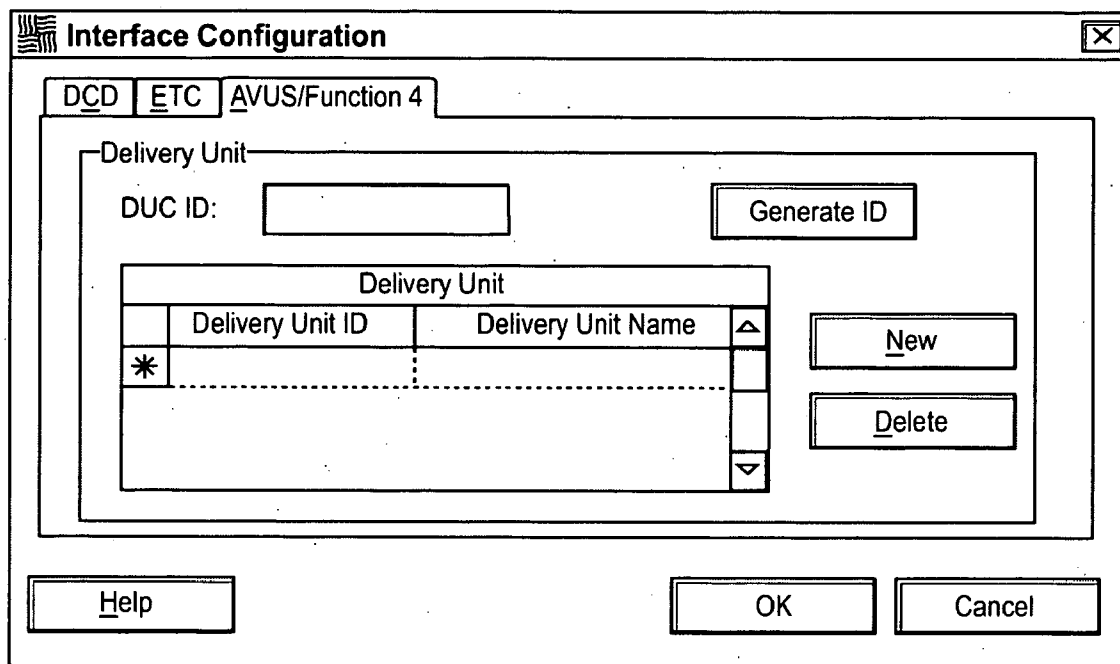 Interface Configuration
DCD ETC AVUS/Function 4
Delivery Unit
DUC ID: Generate ID
Delivery Unit
Delivery Unit ID Delivery Unit Name
New
Delete
Help OK Cancel